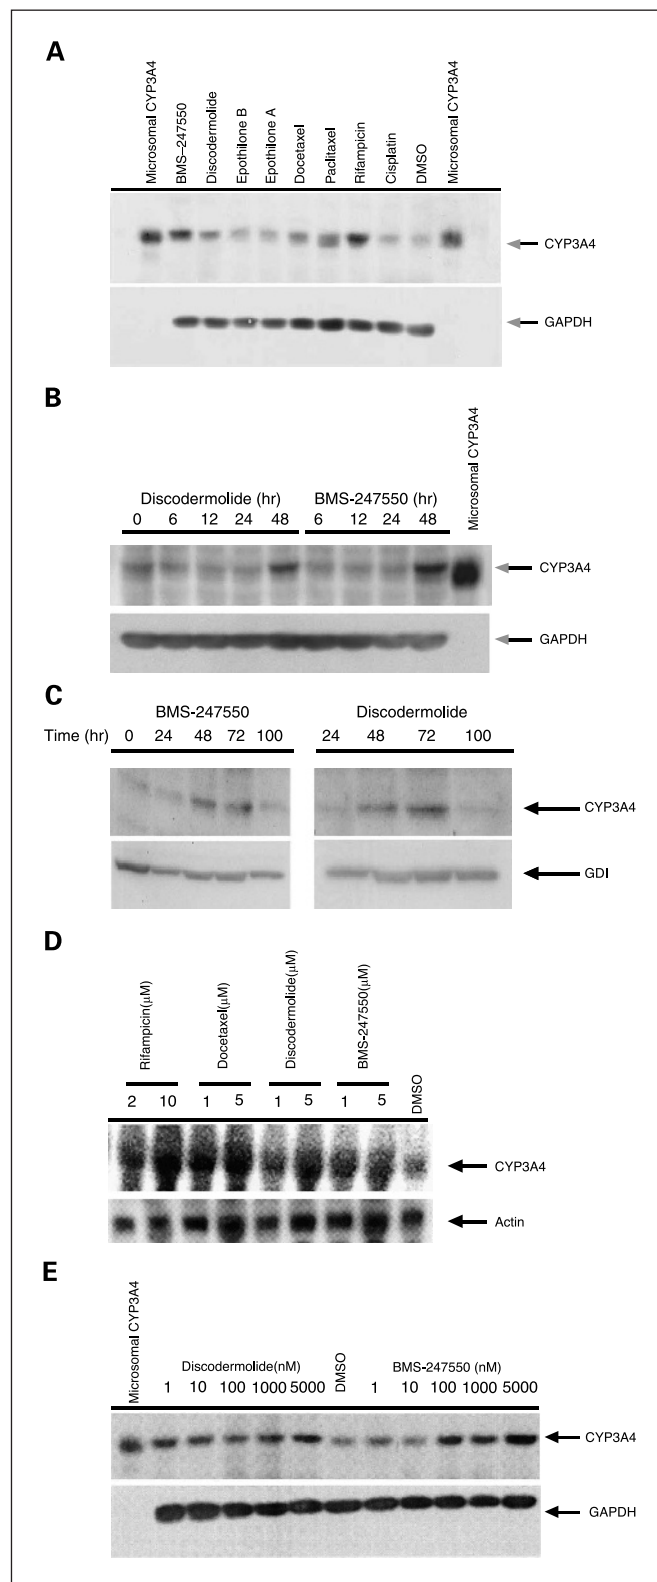 A
Microsomal CYP3A4
BMS–247550
Discodermolide
Epothilone B
Epothilone A
Docetaxel
Paclitaxel
Rifampicin
Cisplatin
DMSO
Microsomal CYP3A4
CYP3A4
GAPDH
B
Microsomal CYP3A4
Discodermolide (hr) BMS-247550 (hr)
0 6 12 24 48 6 12 24 48
CYP3A4
GAPDH
C
BMS-247550 Discodermolide
Time (hr) 0 24 48 72 100 24 48 72 100
CYP3A4
GDI
D
Rifampicin(μM)
Docetaxel(μM)
Discodermolide(μM)
BMS-247550(μM)
DMSO
2 10 1 5 1 5 1 5
CYP3A4
Actin
E
Microsomal CYP3A4
Discodermolide(nM) DMSO BMS-247550 (nM)
1 10 100 1000 5000 1 10 100 1000 5000
CYP3A4
GAPDH